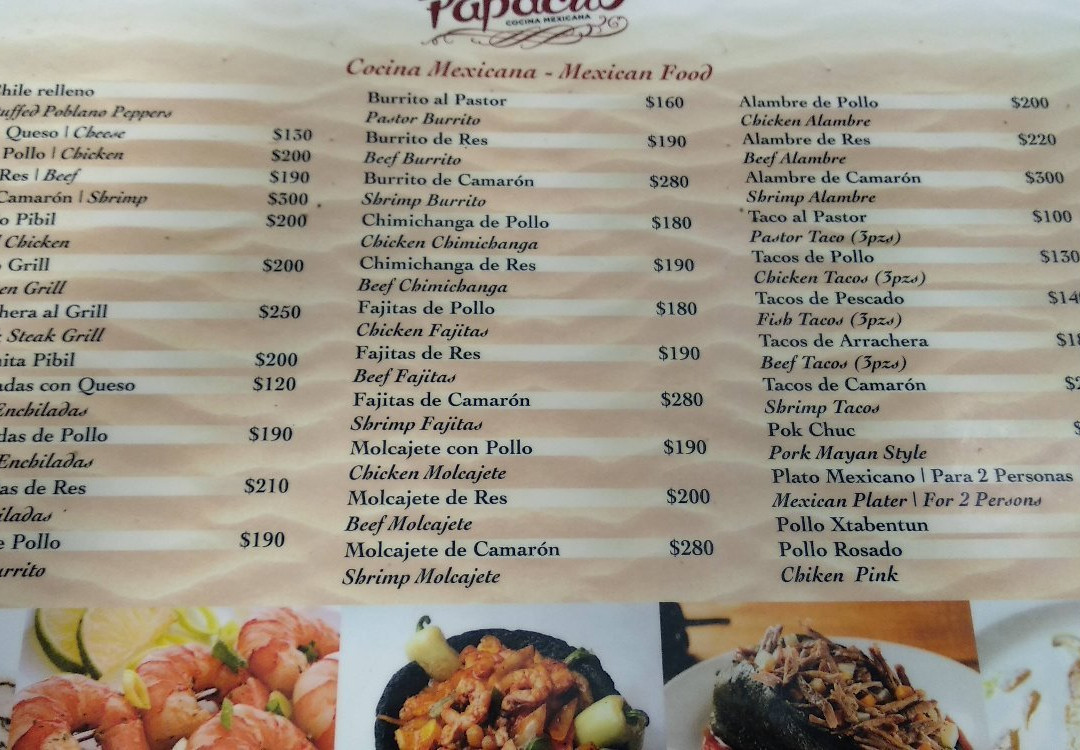 COCINA MEXICANA
Cocina Mexicana - Mexican Food
Chile relleno
Stuffed Poblano Peppers
Queso | Cheese $130
Pollo | Chicken $200
Res | Beef $190
Camarón | Shrimp $300
Pibil $200
Chicken
Grill $200
Grill
al Grill $250
Steak Grill
Pibil $200
con Queso $120
Enchiladas
de Pollo $190
Enchiladas
de Res $210
de Pollo $190
Burrito al Pastor $160
Pastor Burrito
Burrito de Res $190
Beef Burrito
Burrito de Camarón $280
Shrimp Burrito
Chimichanga de Pollo $180
Chicken Chimichanga
Chimichanga de Res $190
Beef Chimichanga
Fajitas de Pollo $180
Chicken Fajitas
Fajitas de Res $190
Beef Fajitas
Fajitas de Camarón $280
Shrimp Fajitas
Molcajete con Pollo $190
Chicken Molcajete
Molcajete de Res $200
Beef Molcajete
Molcajete de Camarón $280
Shrimp Molcajete
Alambre de Pollo $200
Chicken Alambre
Alambre de Res $220
Beef Alambre
Alambre de Camarón $300
Shrimp Alambre
Taco al Pastor $100
Pastor Taco (3pzs)
Tacos de Pollo $130
Chicken Tacos (3pzs)
Tacos de Pescado
Fish Tacos (3pzs)
Tacos de Arrachera
Beef Tacos (3pzs)
Tacos de Camarón
Shrimp Tacos
Pok Chuc
Pork Mayan Style
Plato Mexicano | Para 2 Personas
Mexican Plater | For 2 Persons
Pollo Xtabentun
Pollo Rosado
Chiken Pink